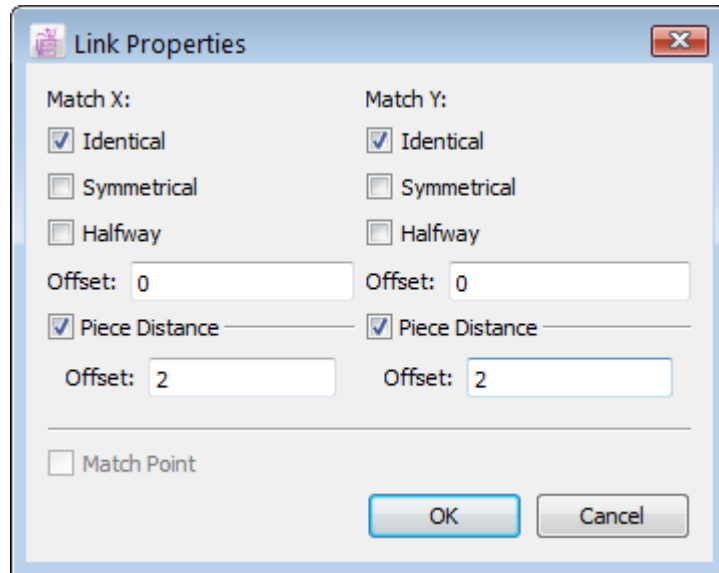 Link Properties
Match X: Match Y:
Identical Identical
Symmetrical Symmetrical
Halfway Halfway
Offset: 0 Offset: 0
Piece Distance Piece Distance
Offset: 2 Offset: 2
Match Point
OK Cancel